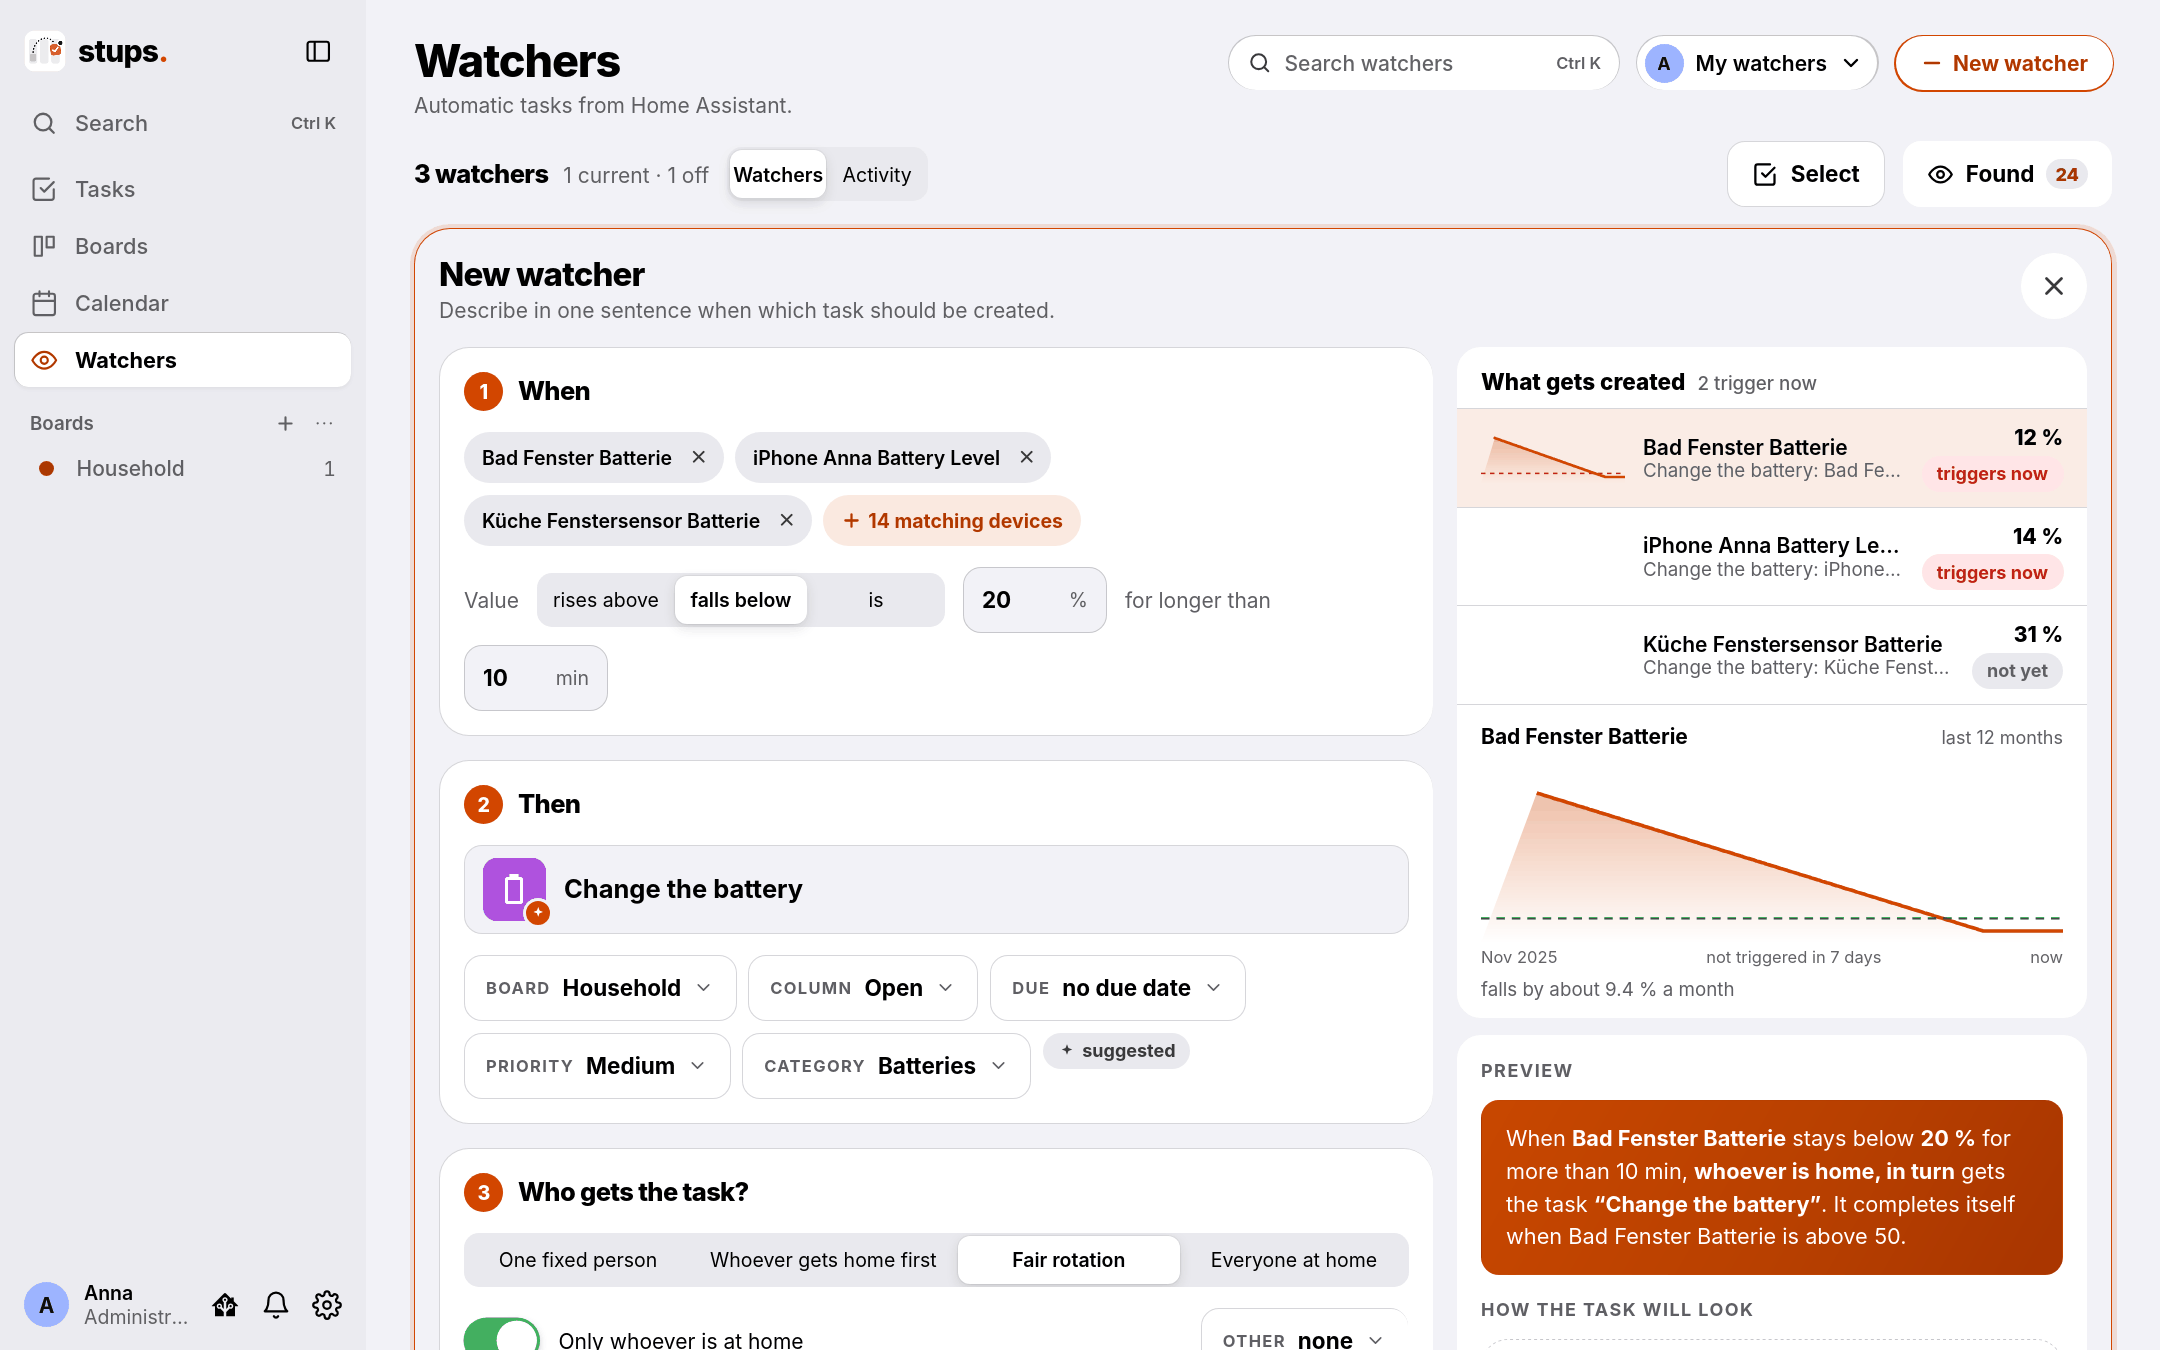 stups.
Search
Ctrl K
Tasks
Boards
Calendar
Watchers
Boards
Household
1
Anna
Administr...
Watchers
Automatic tasks from Home Assistant.
Search watchers
Ctrl K
A
My watchers
New watcher
3 watchers
1 current · 1 off
Watchers
Activity
Select
Found
24
New watcher
Describe in one sentence when which task should be created.
1
When
Bad Fenster Batterie
iPhone Anna Battery Level
Küche Fenstersensor Batterie
+ 14 matching devices
Value
rises above
falls below
is
20
%
for longer than
10
min
2
Then
Change the battery
BOARD
Household
COLUMN
Open
DUE
no due date
PRIORITY
Medium
CATEGORY
Batteries
suggested
3
Who gets the task?
One fixed person
Whoever gets home first
Fair rotation
Everyone at home
Only whoever is at home
OTHER
none
What gets created
2 trigger now
Bad Fenster Batterie
12 %
Change the battery: Bad Fe...
triggers now
iPhone Anna Battery Le...
14 %
Change the battery: iPhone...
triggers now
Küche Fenstersensor Batterie
31 %
Change the battery: Küche Fenst...
not yet
Bad Fenster Batterie
last 12 months
Nov 2025
not triggered in 7 days
now
falls by about 9.4 % a month
PREVIEW
When Bad Fenster Batterie stays below 20 % for
more than 10 min, whoever is home, in turn gets
the task “Change the battery”. It completes itself
when Bad Fenster Batterie is above 50.
HOW THE TASK WILL LOOK
A